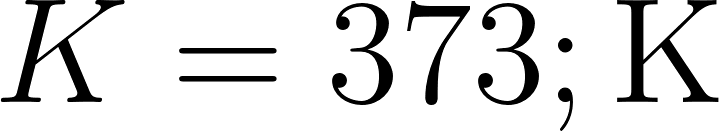 K = 373; K